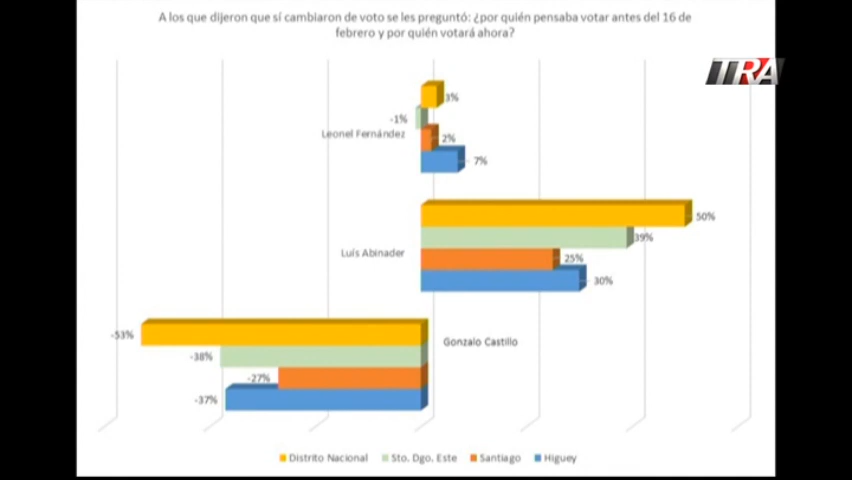 A los que dijeron que sí cambiaron de voto se les preguntó: ¿por quién pensaba votar antes del 16 de
febrero y por quién votará ahora?
TRA
3%
-1%
Leonel Fernández
2%
7%
50%
39%
Luís Abinader
25%
30%
-53%
Gonzalo Castillo
-38%
-27%
-37%
Distrito Nacional Sto. Dgo. Este Santiago Higuey